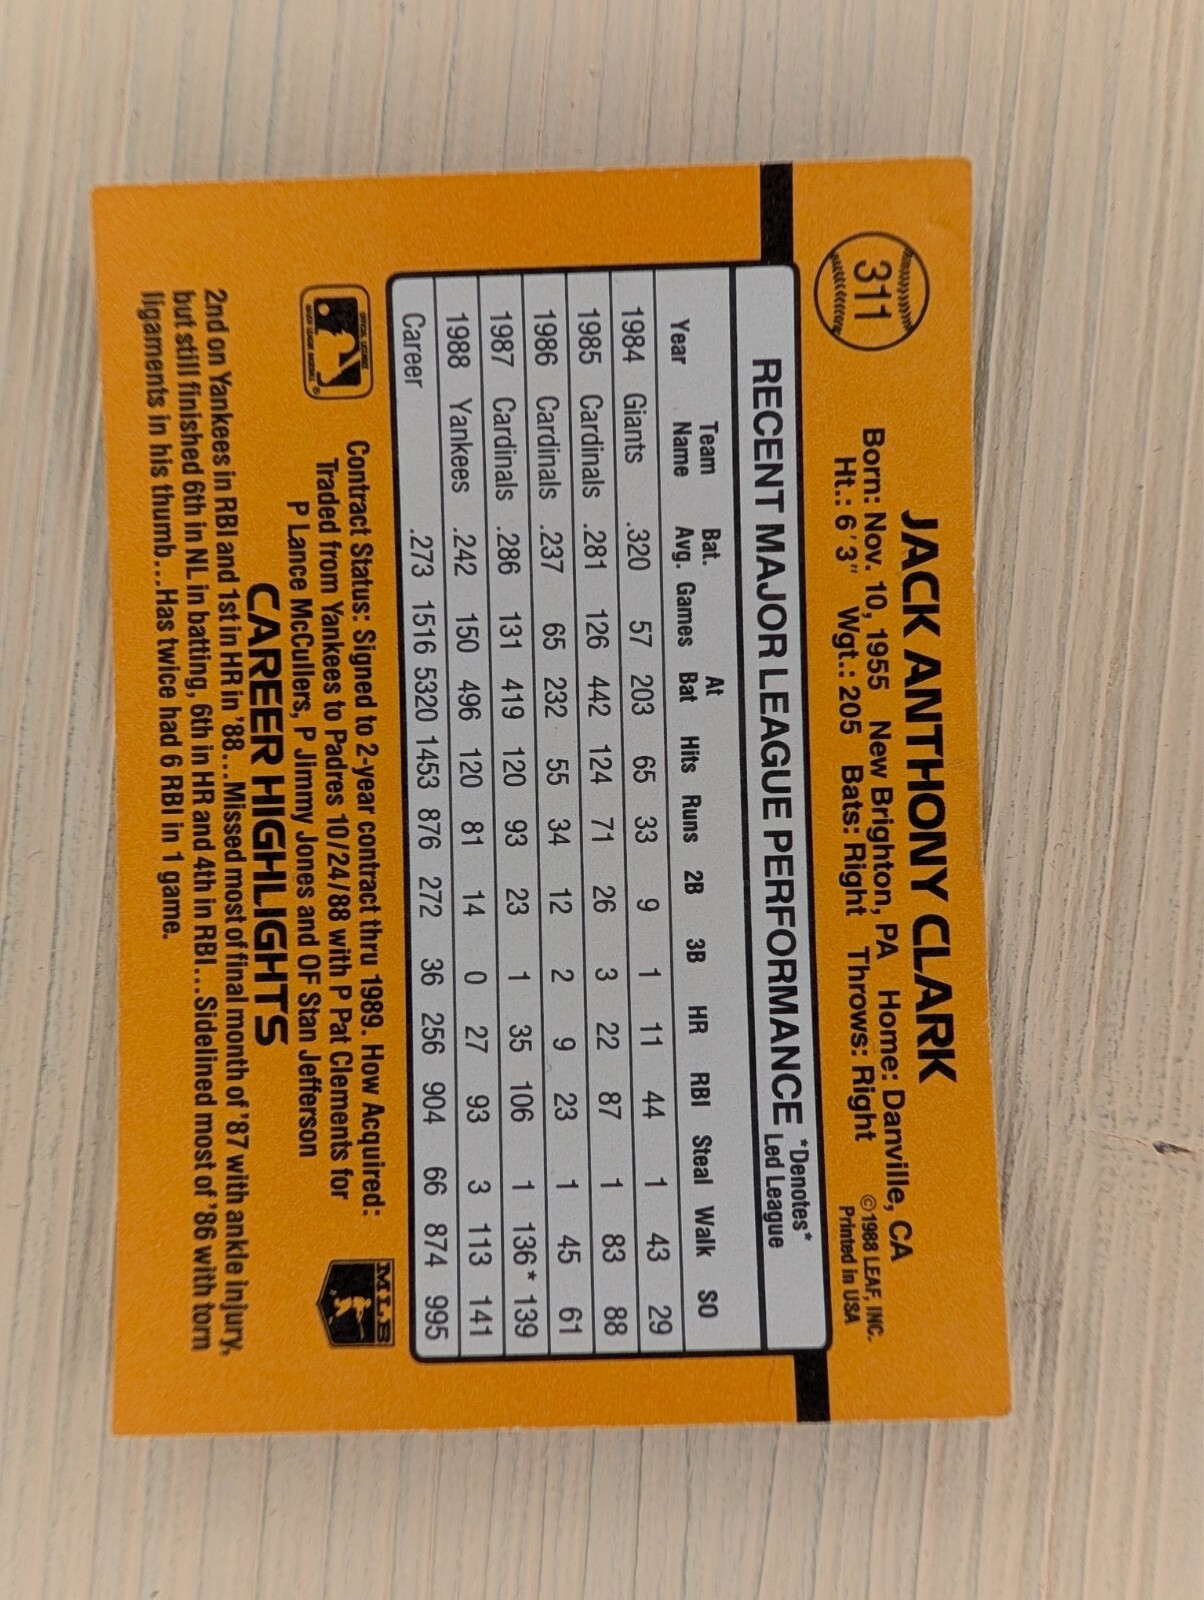 311
JACK ANTHONY CLARK
Born: Nov. 10, 1955 New Brighton, PA Home: Danville, CA
Ht.: 6'3" Wgt.: 205 Bats: Right Throws: Right
©1988 LEAF, INC.
Printed in USA
RECENT MAJOR LEAGUE PERFORMANCE *Denotes*
Led League
Year Team Name Bat. Avg. Games At Bat Hits Runs 2B 3B HR RBI Steal Walk SO
1984 Giants .320 57 203 65 33 9 1 11 44 1 43 29
1985 Cardinals .281 126 442 124 71 26 3 22 87 1 83 88
1986 Cardinals .237 65 232 55 34 12 2 9 23 1 45 61
1987 Cardinals .286 131 419 120 93 23 1 35 106 1 136* 139
1988 Yankees .242 150 496 120 81 14 0 27 93 3 113 141
Career .273 1516 5320 1453 876 272 36 256 904 66 874 995
Contract Status: Signed to 2-year contract thru 1989. How Acquired:
Traded from Yankees to Padres 10/24/88 with P Pat Clements for
P Lance McCullers, P Jimmy Jones and OF Stan Jefferson
MLB
CAREER HIGHLIGHTS
2nd on Yankees in RBI and 1st in HR in '88...Missed most of final month of '87 with ankle injury,
but still finished 6th in NL in batting, 6th in HR and 4th in RBI...Sidelined most of '86 with torn
ligaments in his thumb...Has twice had 6 RBI in 1 game.